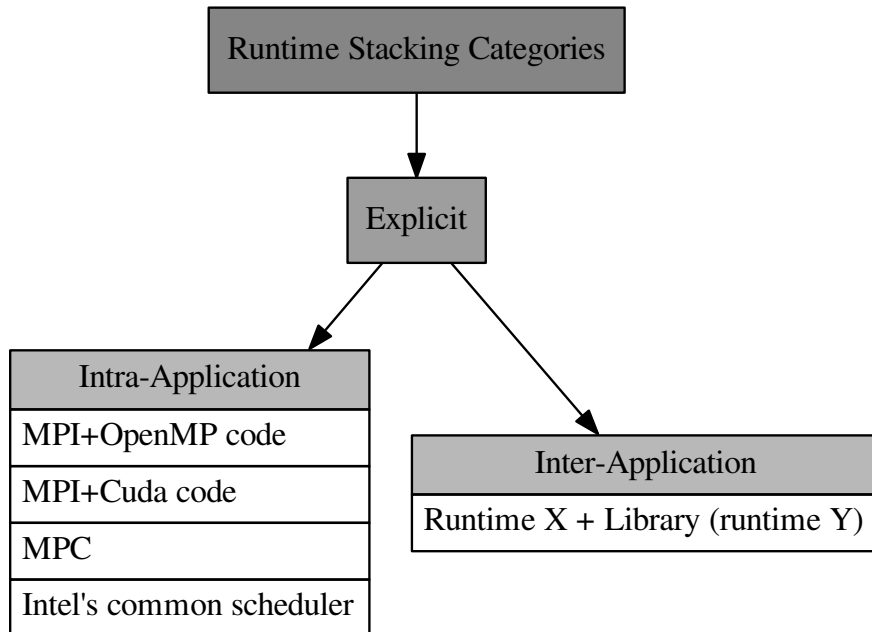 Runtime Stacking Categories
Explicit
Intra-Application
MPI+OpenMP code
MPI+Cuda code
MPC
Intel's common scheduler
Inter-Application
Runtime X + Library (runtime Y)